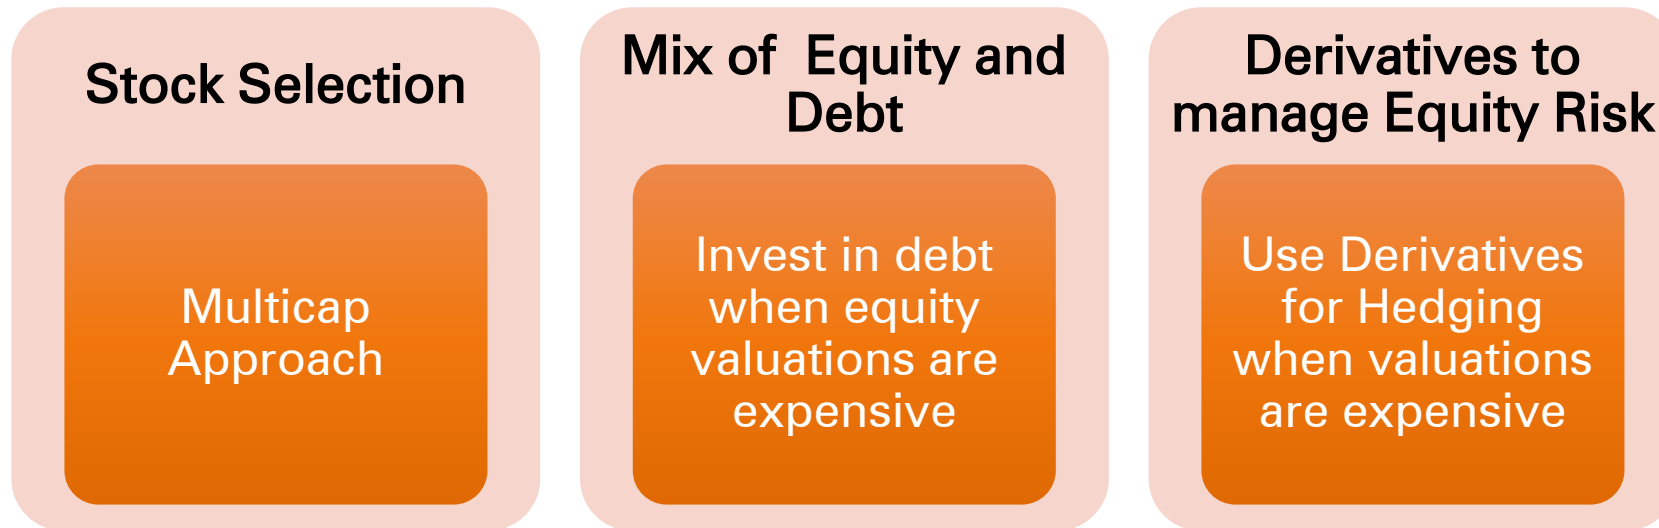 Stock Selection
Multicap
Approach
Mix of  Equity and
Debt
Invest in debt
when equity
valuations are
expensive
Derivatives to
manage Equity Risk
Use Derivatives
for Hedging
when valuations
are expensive